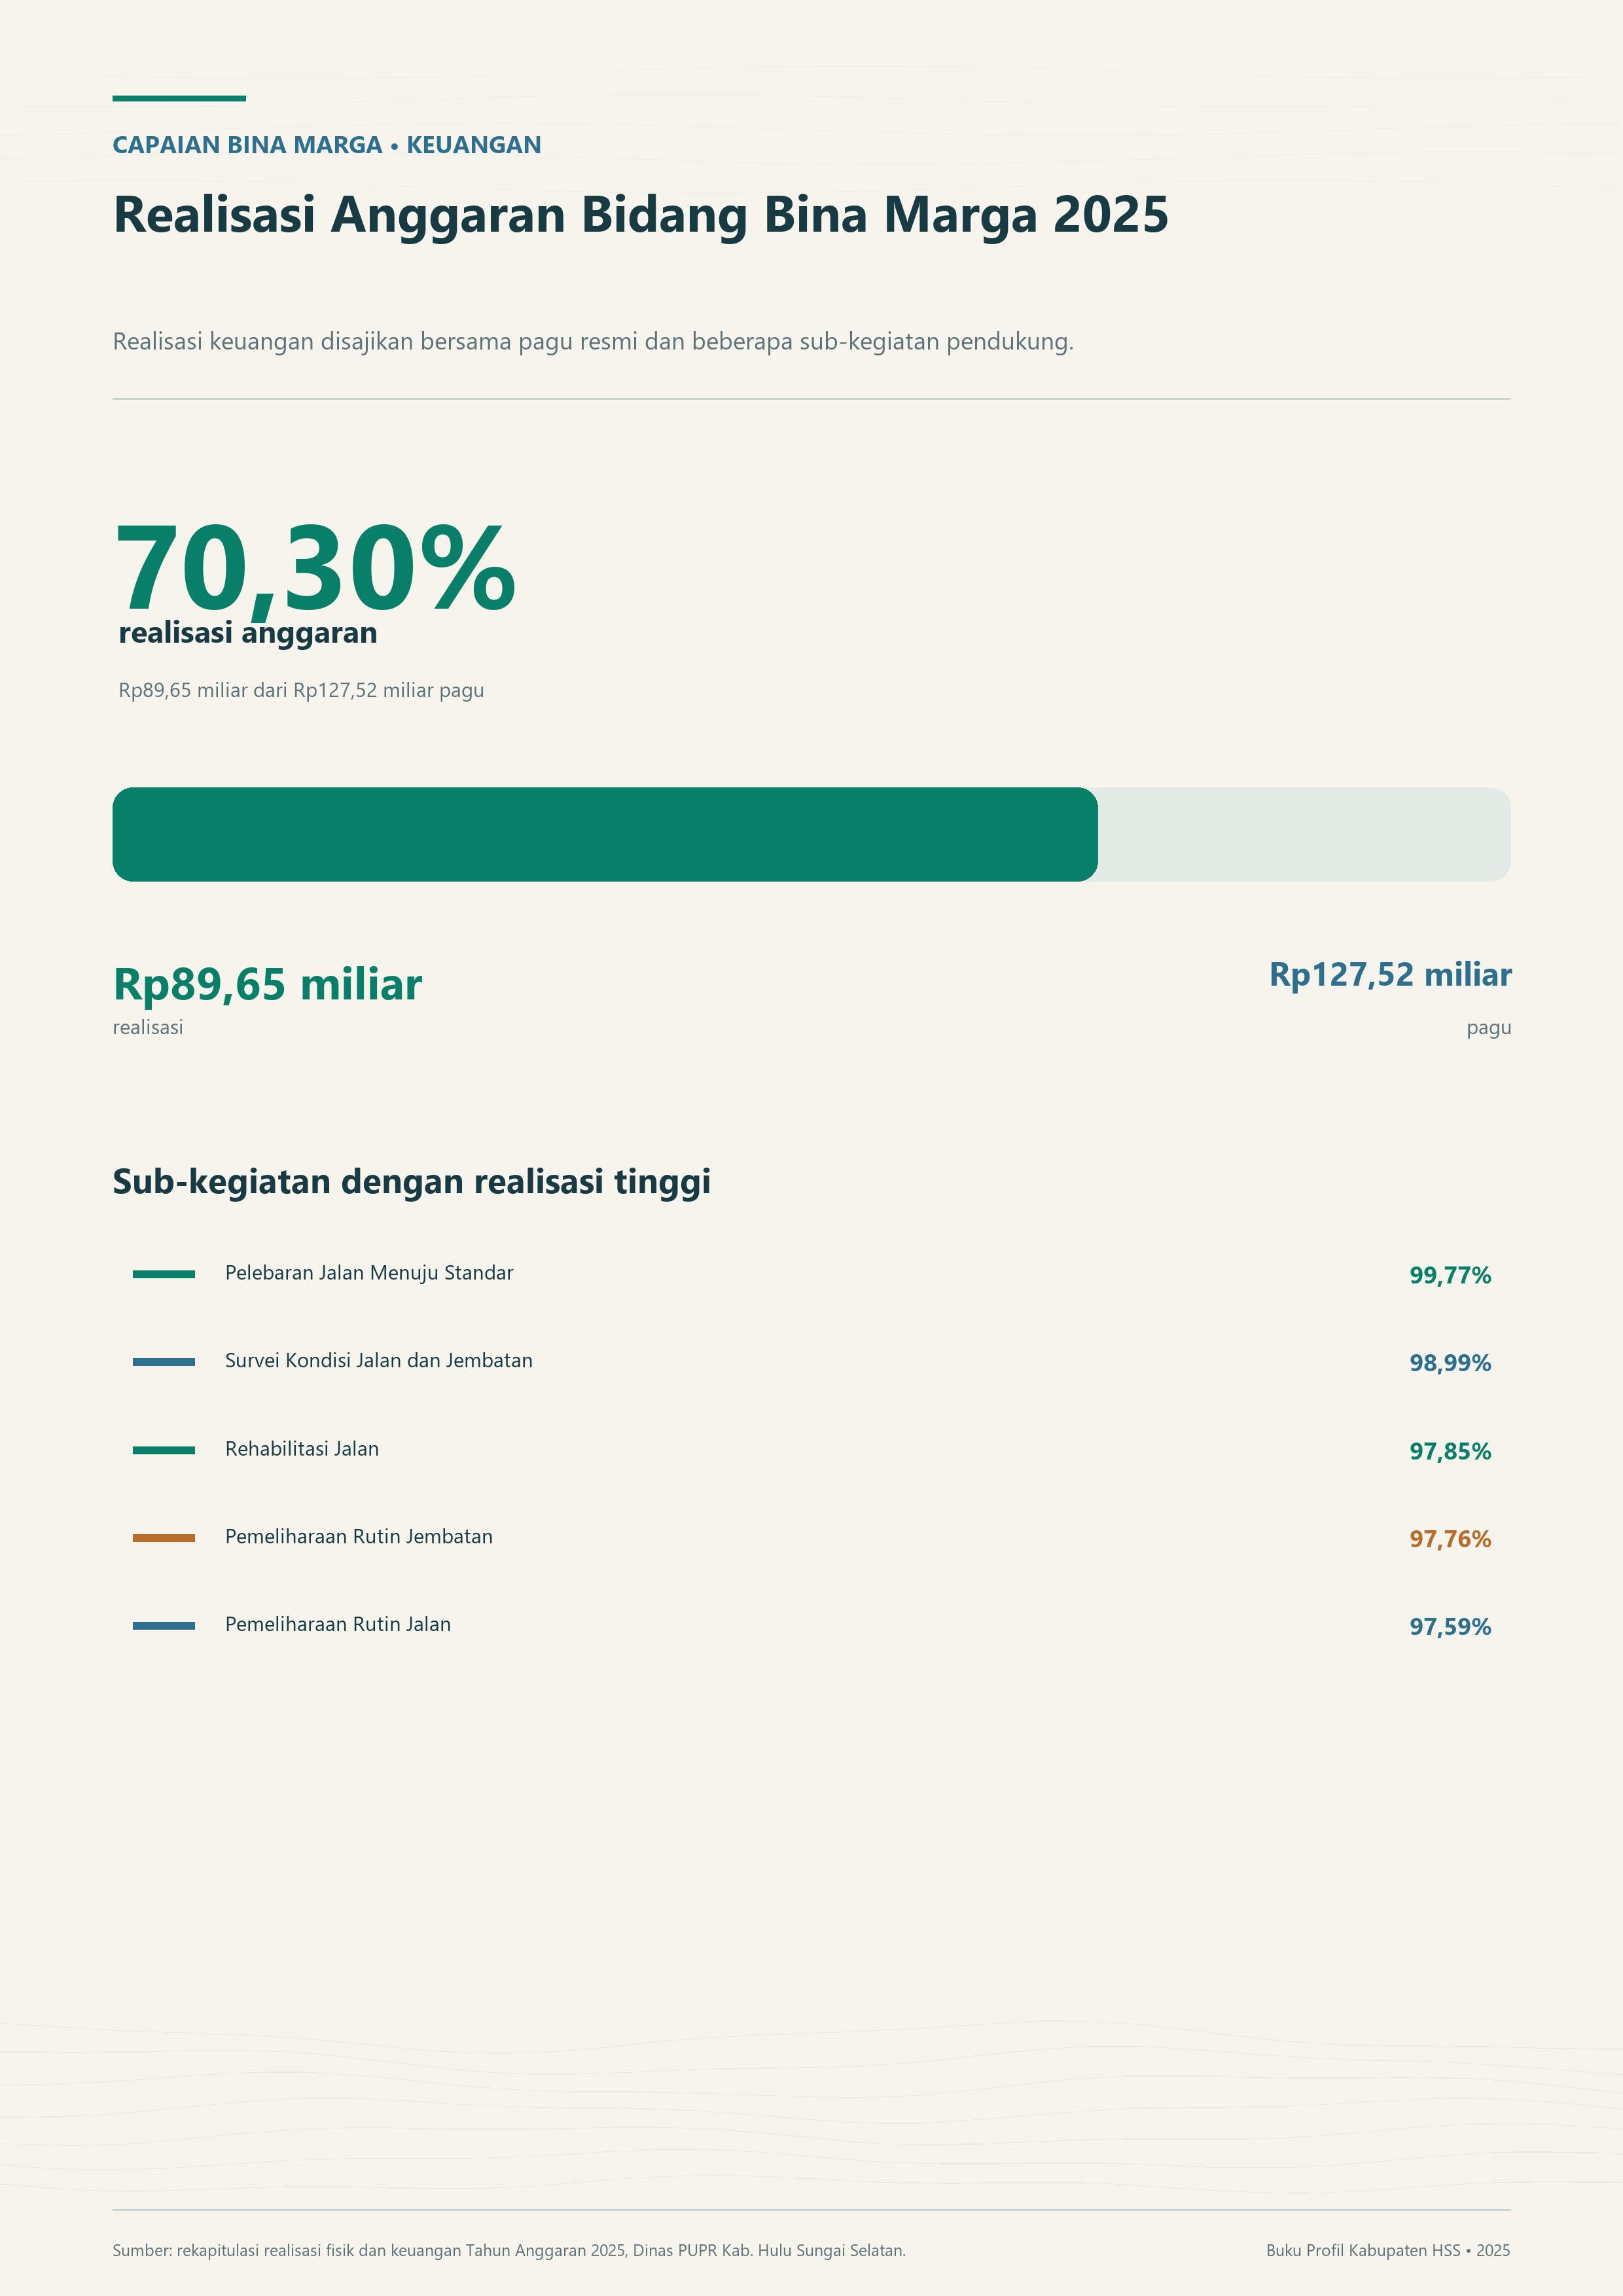 CAPAIAN BINA MARGA • KEUANGAN
Realisasi Anggaran Bidang Bina Marga 2025
Realisasi keuangan disajikan bersama pagu resmi dan beberapa sub-kegiatan pendukung.
70,30%
realisasi anggaran
Rp89,65 miliar dari Rp127,52 miliar pagu
Rp89,65 miliar
realisasi
Rp127,52 miliar
pagu
Sub-kegiatan dengan realisasi tinggi
Pelebaran Jalan Menuju Standar 99,77%
Survei Kondisi Jalan dan Jembatan 98,99%
Rehabilitasi Jalan 97,85%
Pemeliharaan Rutin Jembatan 97,76%
Pemeliharaan Rutin Jalan 97,59%
Sumber: rekapitulasi realisasi fisik dan keuangan Tahun Anggaran 2025, Dinas PUPR Kab. Hulu Sungai Selatan.
Buku Profil Kabupaten HSS • 2025